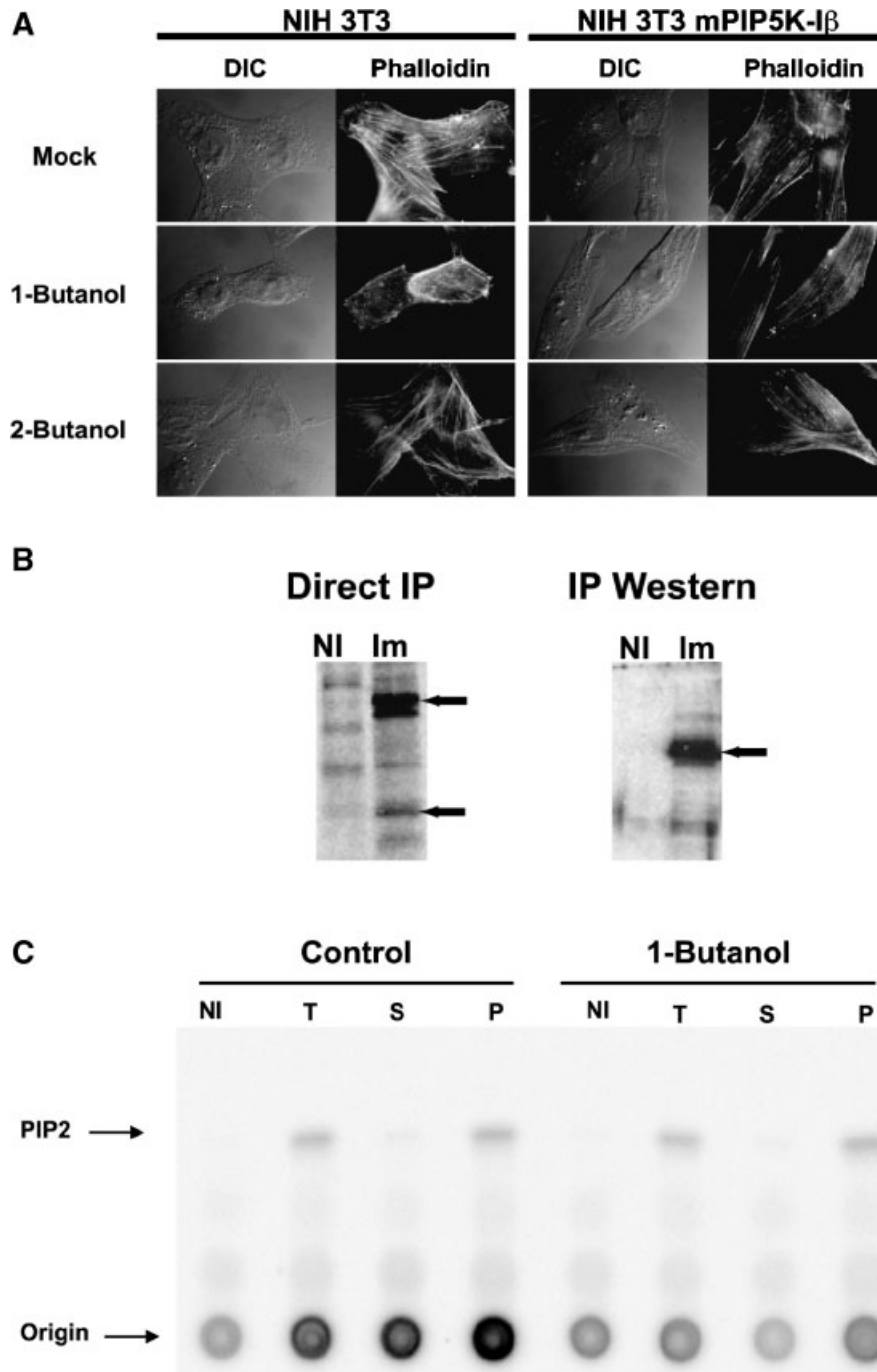 A
NIH 3T3 NIH 3T3 mPIP5K-Iβ
DIC Phalloidin DIC Phalloidin
Mock
1-Butanol
2-Butanol
B
Direct IP IP Western
NI Im NI Im
C
Control 1-Butanol
NI T S P NI T S P
PIP2
Origin